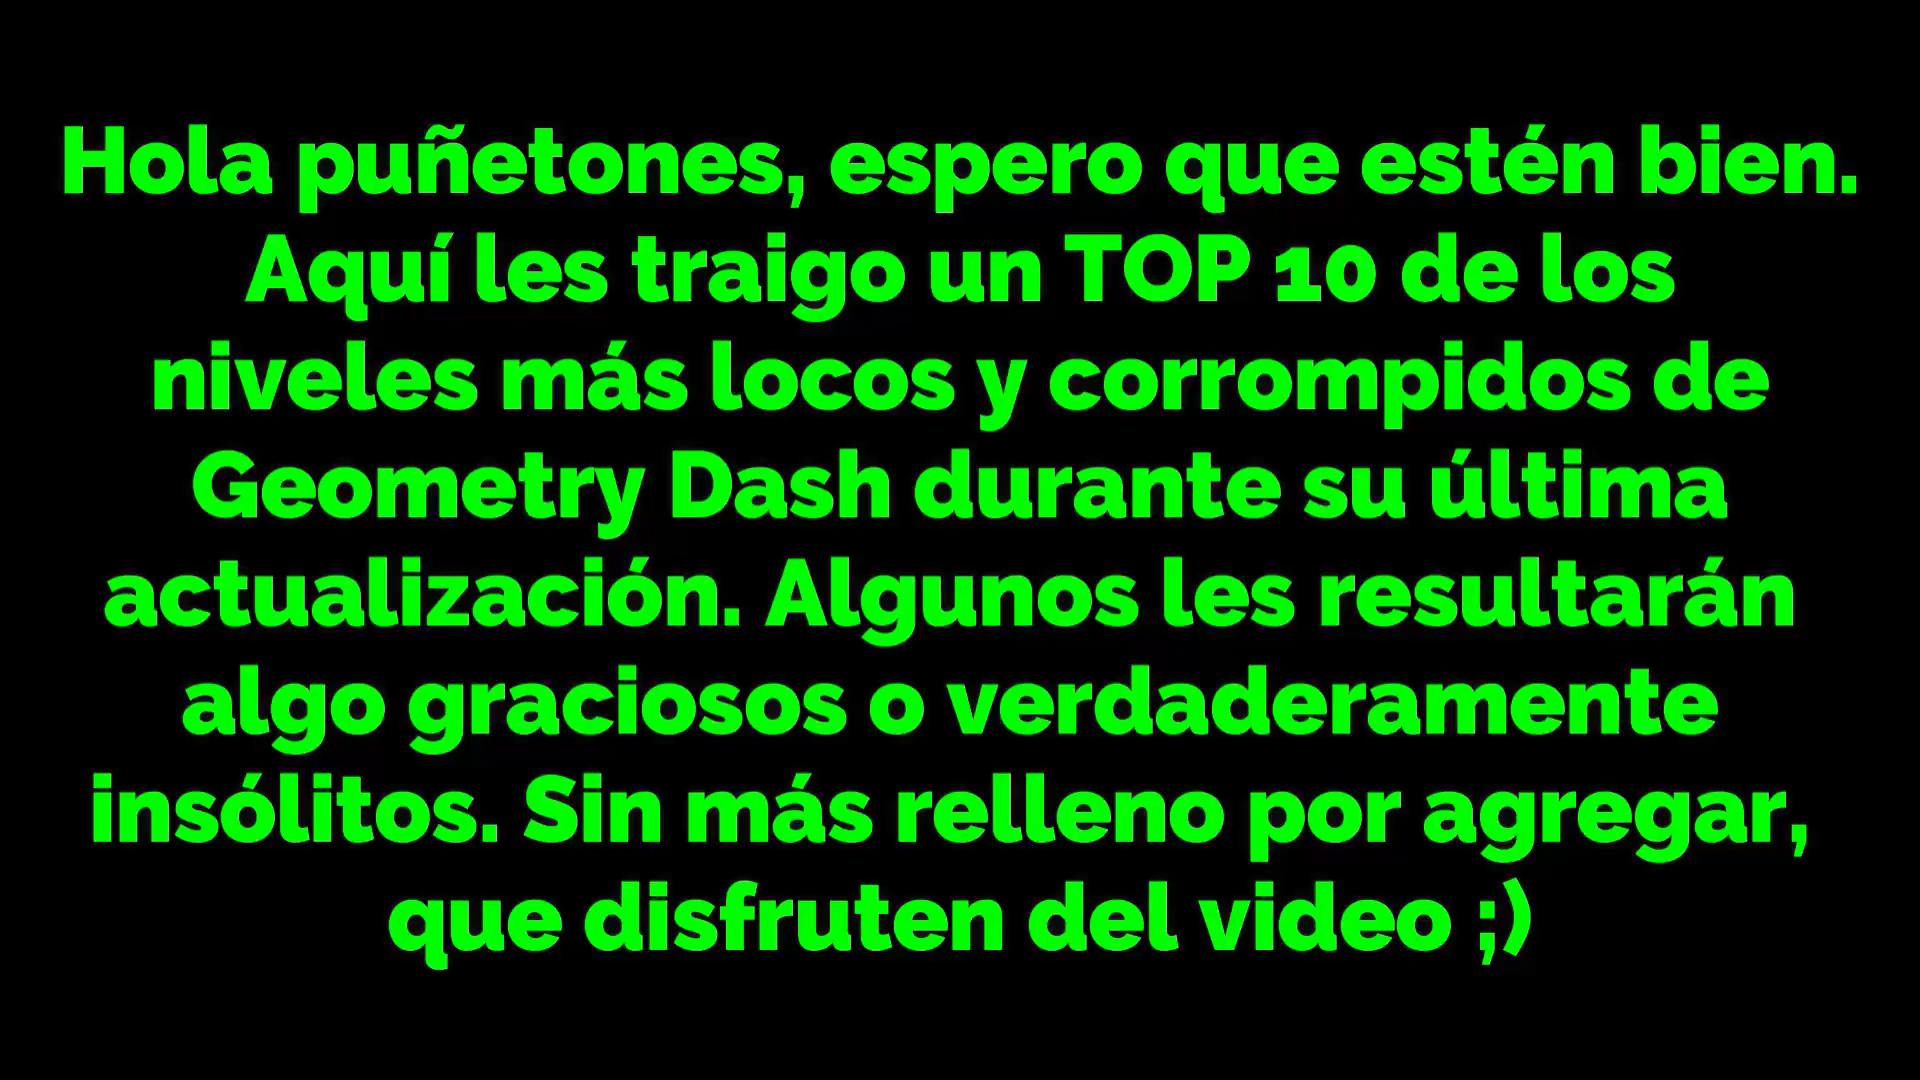 Hola puñetones, espero que estén bien.
Aquí les traigo un TOP 10 de los
niveles más locos y corrompidos de
Geometry Dash durante su última
actualización. Algunos les resultarán
algo graciosos o verdaderamente
insólitos. Sin más relleno por agregar,
que disfruten del video ;)